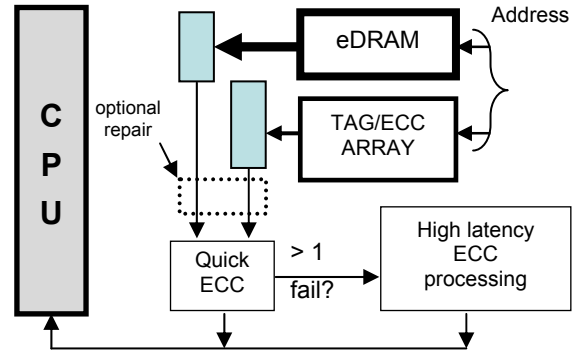 Address
eDRAM
TAG/ECC
ARRAY
optional
repair
C
P
U
Quick
ECC
> 1
fail?
High latency
ECC
processing